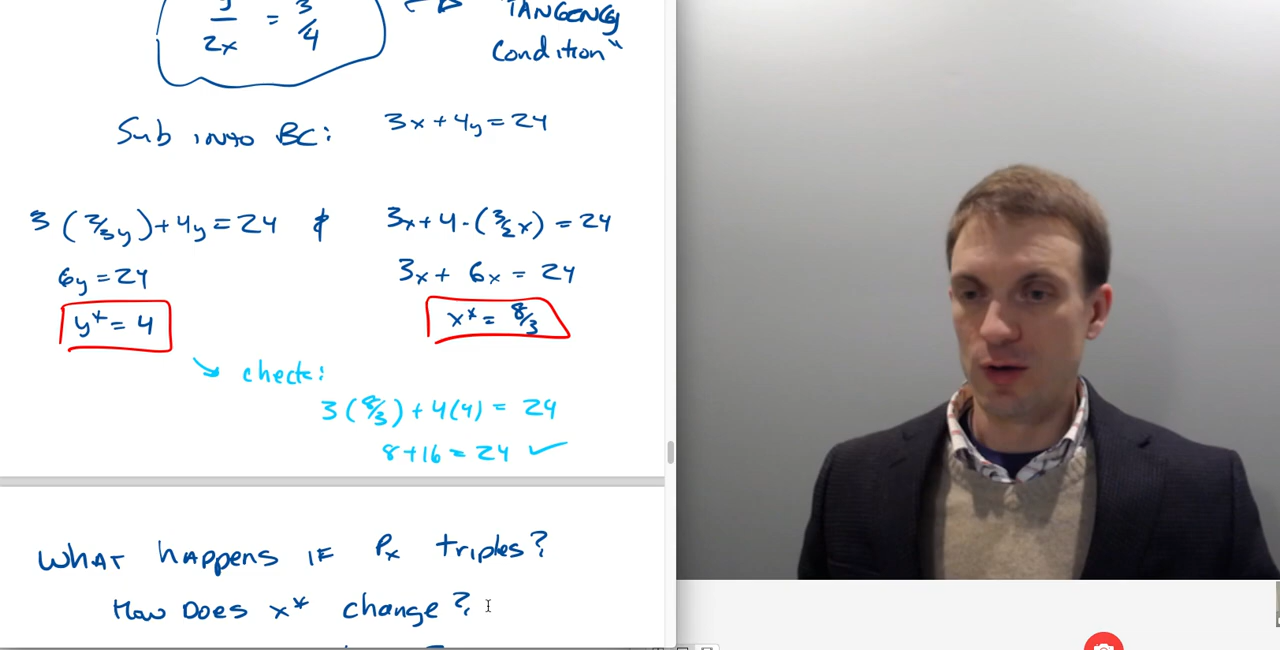 y/2x = 3/4
"TANGENCY
Condition"
Sub into BC: 3x + 4y = 24
3(2/3y) + 4y = 24 & 3x + 4·(3/2x) = 24
6y = 24 3x + 6x = 24
y* = 4 x* = 8/3
check:
3(8/3) + 4(4) = 24
8 + 16 = 24 ✓
WHAT happens IF Px triples?
How Does x* change?